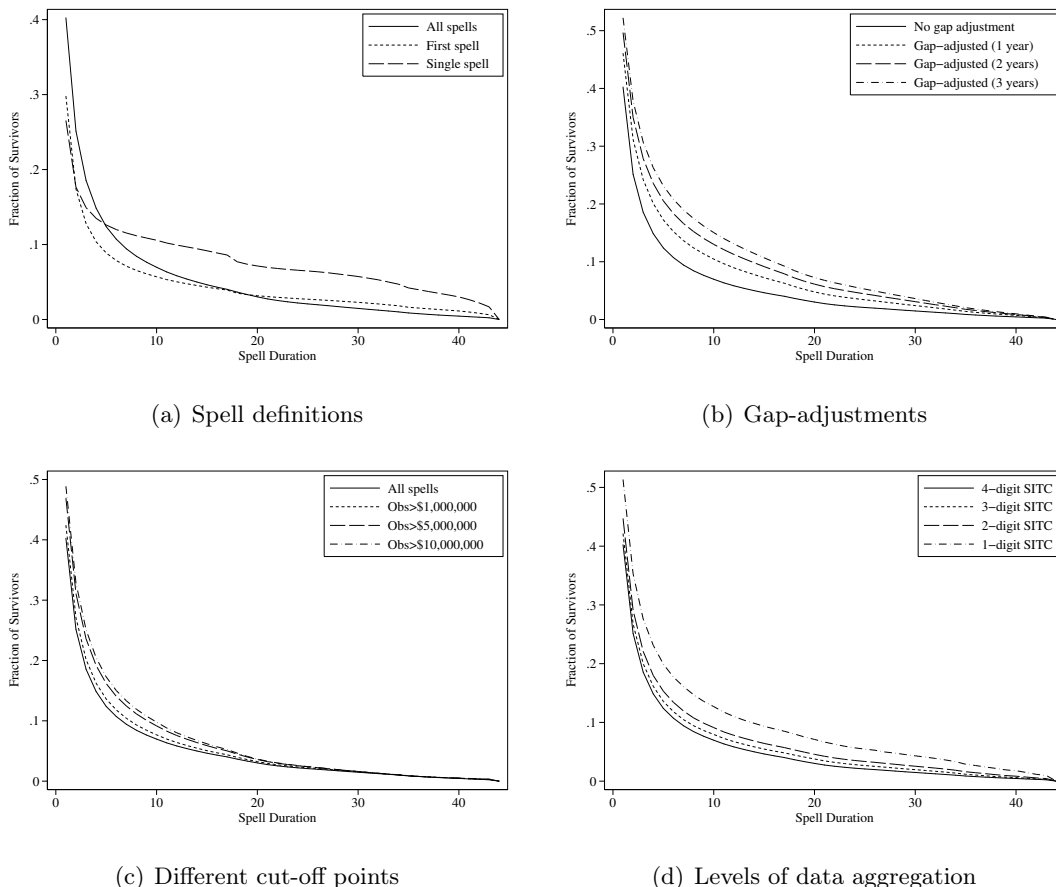 All spells
First spell
Single spell
Fraction of Survivors
.4
.3
.2
.1
0
0 10 20 30 40
Spell Duration
(a) Spell definitions
No gap adjustment
Gap−adjusted (1 year)
Gap−adjusted (2 years)
Gap−adjusted (3 years)
Fraction of Survivors
.5
.4
.3
.2
.1
0
0 10 20 30 40
Spell Duration
(b) Gap-adjustments
All spells
Obs>$1,000,000
Obs>$5,000,000
Obs>$10,000,000
Fraction of Survivors
.5
.4
.3
.2
.1
0
0 10 20 30 40
Spell Duration
(c) Different cut-off points
4−digit SITC
3−digit SITC
2−digit SITC
1−digit SITC
Fraction of Survivors
.5
.4
.3
.2
.1
0
0 10 20 30 40
Spell Duration
(d) Levels of data aggregation